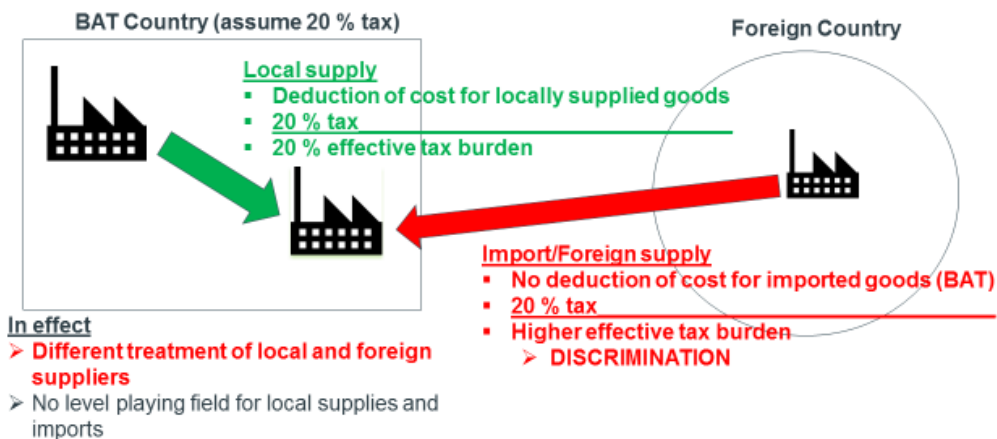 BAT Country (assume 20 % tax)
Foreign Country
Local supply
▪ Deduction of cost for locally supplied goods
▪ 20 % tax
▪ 20 % effective tax burden
Import/Foreign supply
▪ No deduction of cost for imported goods (BAT)
▪ 20 % tax
▪ Higher effective tax burden
➢ DISCRIMINATION
In effect
➢ Different treatment of local and foreign
suppliers
➢ No level playing field for local supplies and
imports